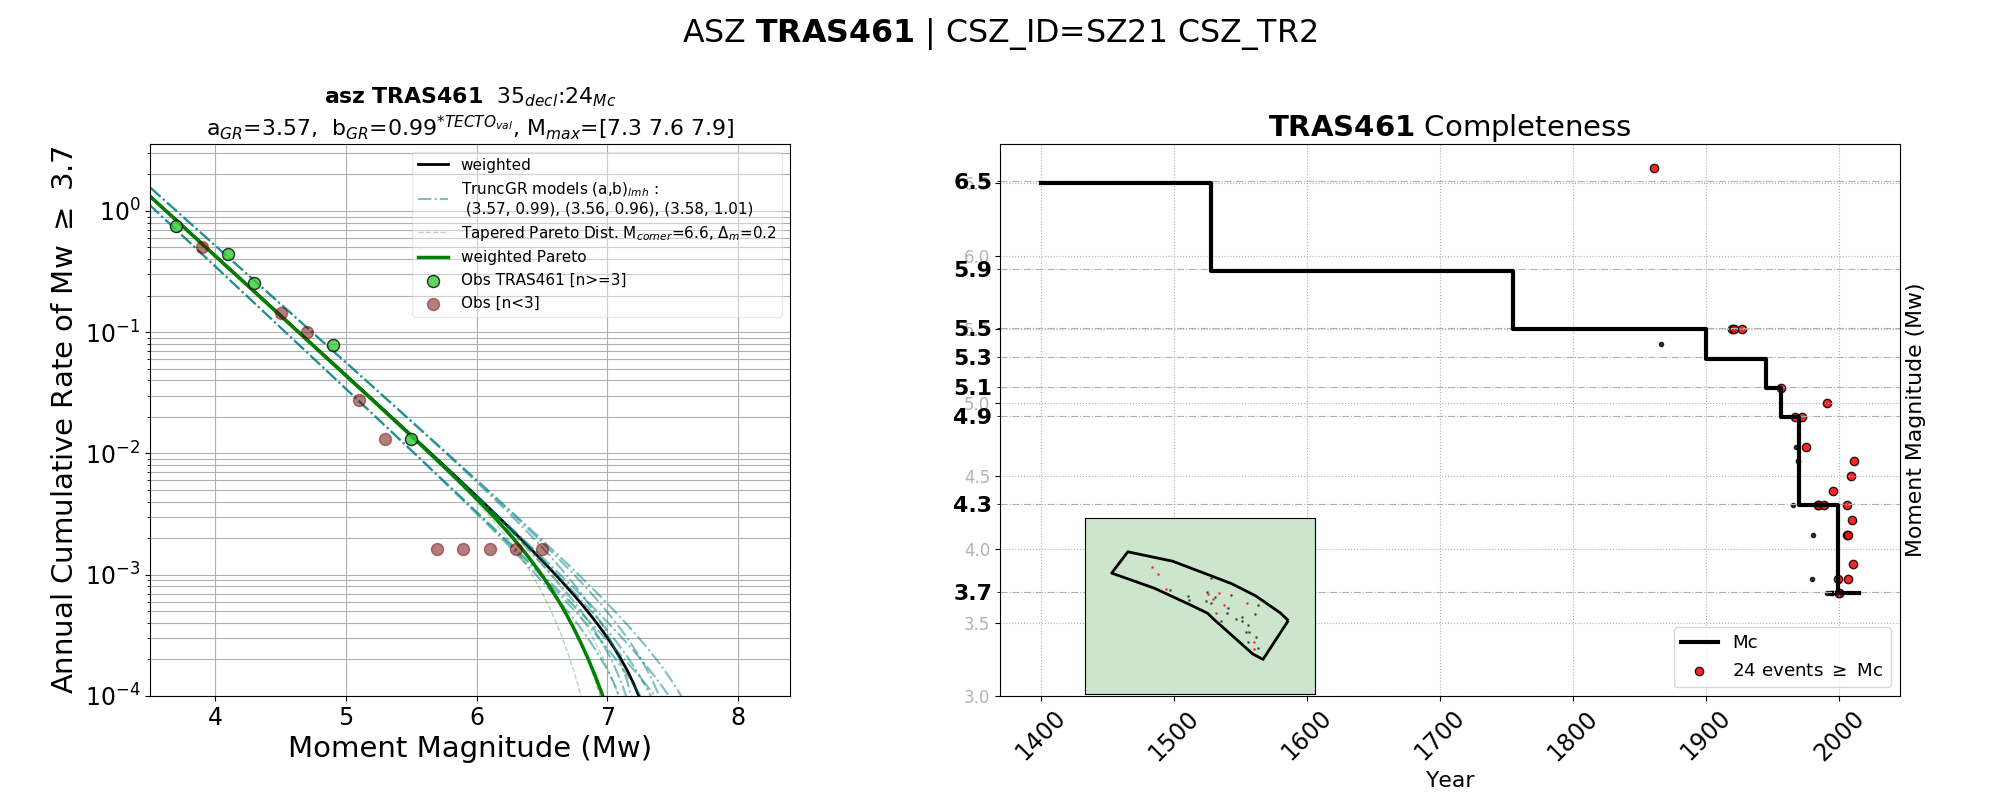 ASZ TRAS461 | CSZ_ID=SZ21 CSZ_TR2
asz TRAS461 35decl:24Mc
aGR=3.57, bGR=0.99*TECTOval, Mmax=[7.3 7.6 7.9]
Annual Cumulative Rate of Mw ≥ 3.7
10^0
10^−1
10^−2
10^−3
10^−4
weighted
TruncGR models (a,b)lmh :
(3.57, 0.99), (3.56, 0.96), (3.58, 1.01)
Tapered Pareto Dist. Mcorner=6.6, Δm=0.2
weighted Pareto
Obs TRAS461 [n>=3]
Obs [n<3]
4 5 6 7 8
Moment Magnitude (Mw)
TRAS461 Completeness
6.5
6.0
5.9
5.5
5.3
5.1
5.0
4.9
4.5
4.3
4.0
3.7
3.5
3.0
Mc
24 events ≥ Mc
Moment Magnitude (Mw)
1400 1500 1600 1700 1800 1900 2000
Year